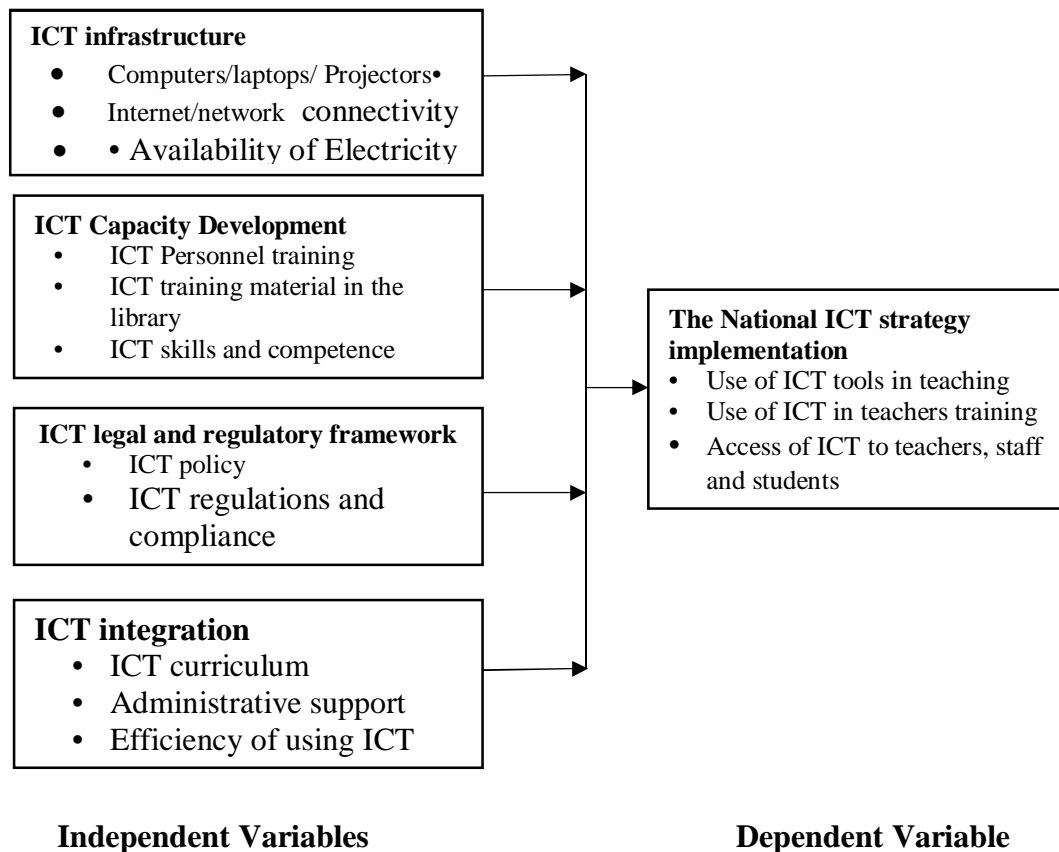 ICT infrastructure
• Computers/laptops/ Projectors•
• Internet/network connectivity
• • Availability of Electricity
ICT Capacity Development
• ICT Personnel training
• ICT training material in the
library
• ICT skills and competence
ICT legal and regulatory framework
• ICT policy
• ICT regulations and
compliance
ICT integration
• ICT curriculum
• Administrative support
• Efficiency of using ICT
The National ICT strategy
implementation
• Use of ICT tools in teaching
• Use of ICT in teachers training
• Access of ICT to teachers, staff
and students
Independent Variables
Dependent Variable